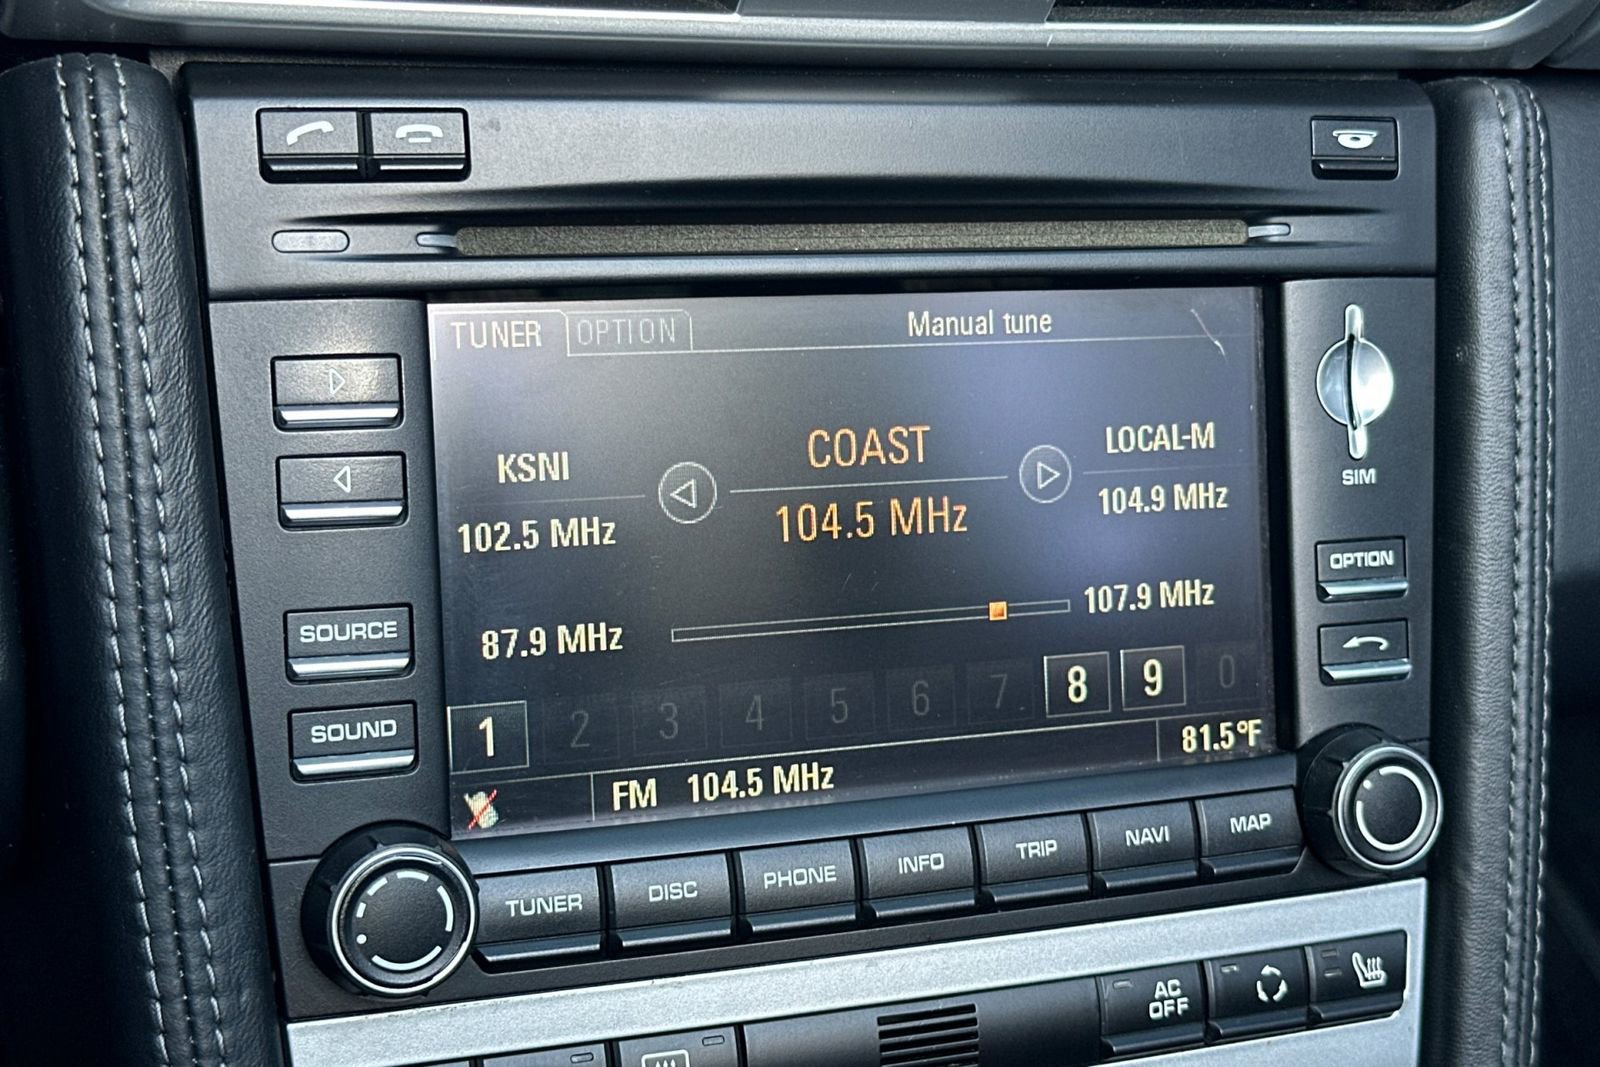 TUNER OPTION Manual tune
KSNI COAST LOCAL-M
102.5 MHz 104.5 MHz 104.9 MHz
87.9 MHz 107.9 MHz
1 2 3 4 5 6 7 8 9 0
FM 104.5 MHz 81.5°F
SIM
OPTION
SOURCE
SOUND
TUNER DISC PHONE INFO TRIP NAVI MAP
AC
OFF